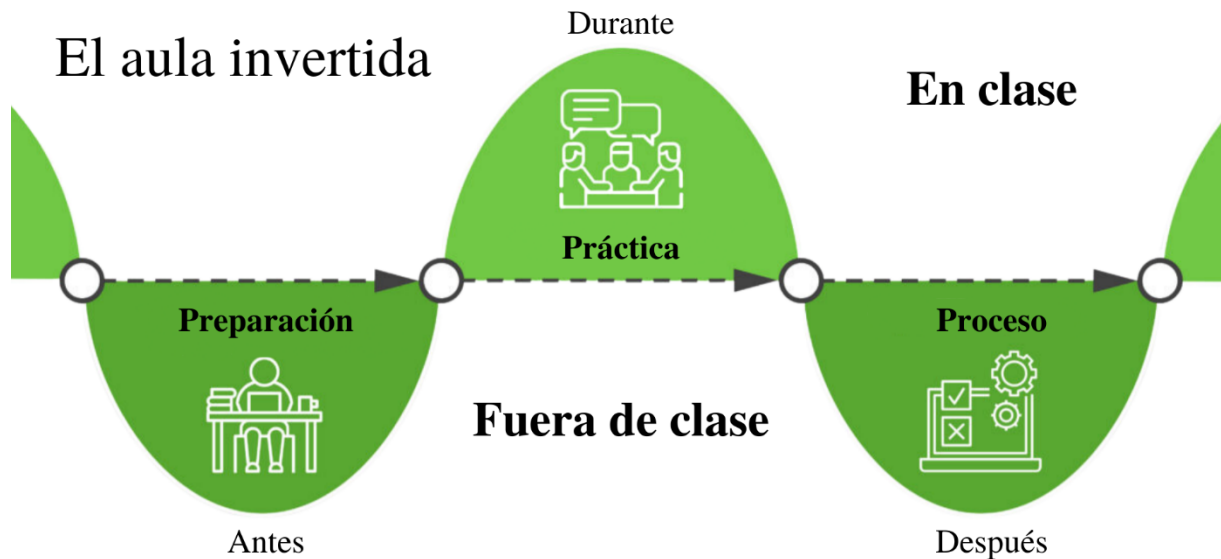 El aula invertida
Durante
En clase
Práctica
Preparación
Proceso
Fuera de clase
Antes
Después